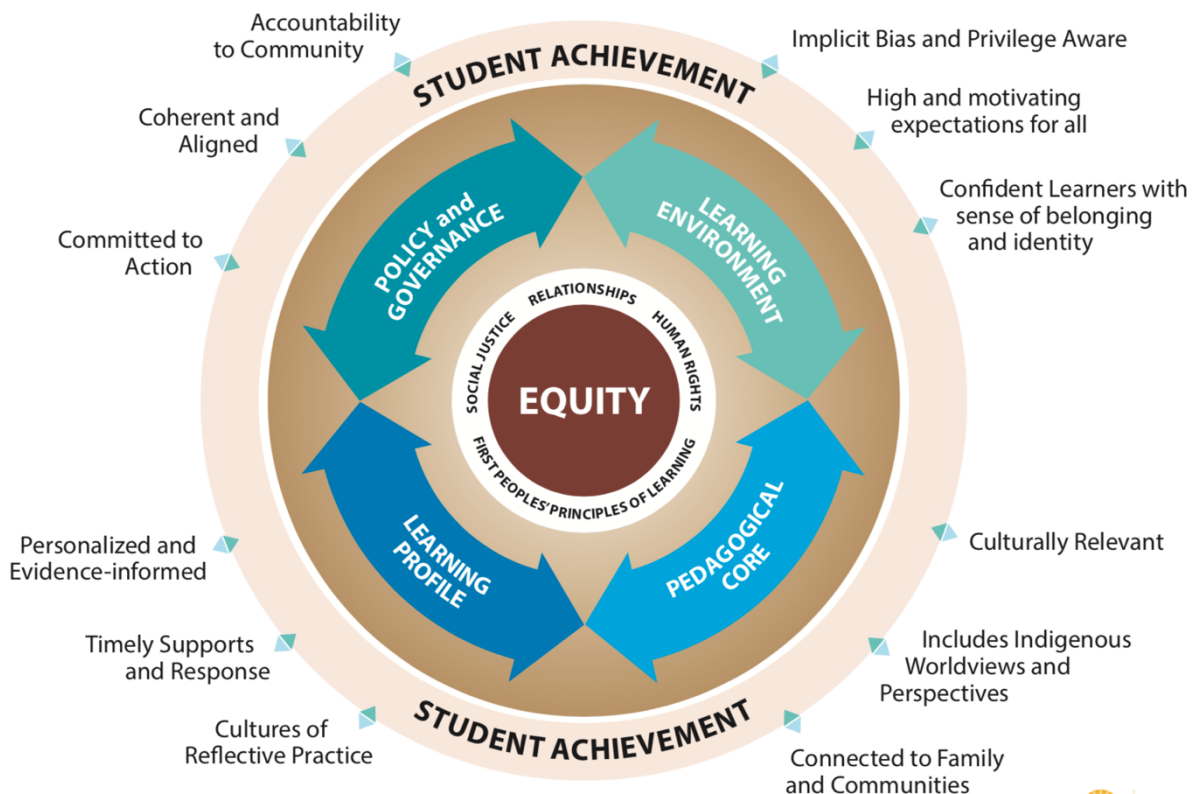 STUDENT ACHIEVEMENT
Accountability
to Community
Coherent and
Aligned
Committed to
Action
Implicit Bias and Privilege Aware
High and motivating
expectations for all
Confident Learners with
sense of belonging
and identity
POLICY and
GOVERNANCE
LEARNING
ENVIRONMENT
RELATIONSHIPS
SOCIAL JUSTICE
HUMAN RIGHTS
EQUITY
FIRST PEOPLES' PRINCIPLES OF LEARNING
LEARNING
PROFILE
PEDAGOGICAL
CORE
Personalized and
Evidence-informed
Timely Supports
and Response
Cultures of
Reflective Practice
Culturally Relevant
Includes Indigenous
Worldviews and
Perspectives
Connected to Family
and Communities
STUDENT ACHIEVEMENT